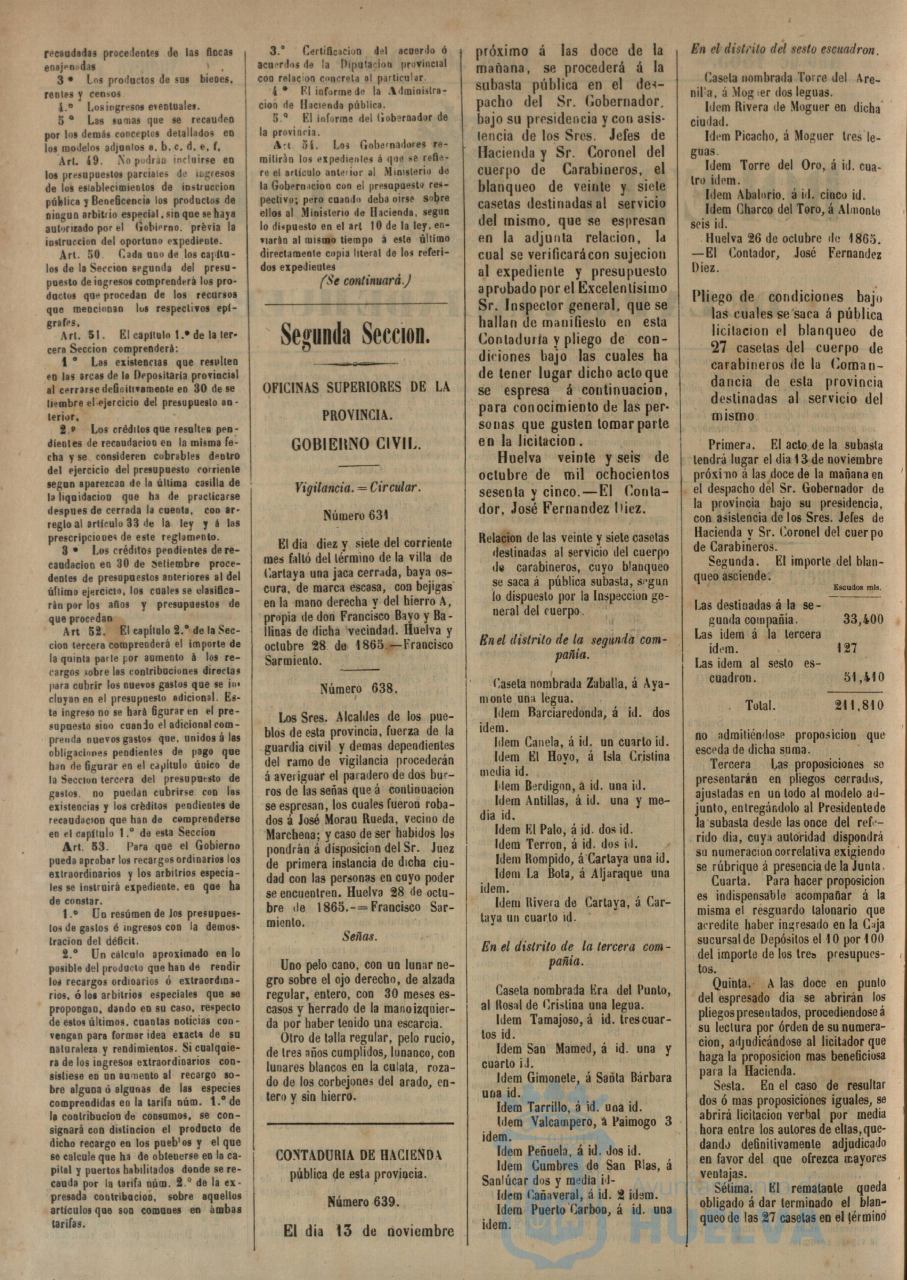 recaudadas procedentes de las fincas
enajenadas
3º Los productos de sus bienes,
rentes y censos
4.º Los ingresos eventuales.
5º Las sumas que se recauden
por los demás conceptos detallados en
los modelos adjuntos a, b, c, d, e, f,
Art. 49. No podrán incluirse en
los presupuestos parciales de ingresos
de los establecimientos de instruccion
pública y Beneficencia los productos de
ningun arbitrio especial, sin que se haya
autorizado por el Gobierno, prévia la
instruccion del oportuno expediente.
Art. 50. Cada uno de los capítu-
los de la Seccion segunda del presu-
puesto de ingresos comprenderá los pro-
ductos que procedan de los recursos
que mencionan los respectivos epí-
grafes,
Art. 51. El capítulo 1.º de la ter-
cera Seccion comprenderá:
1º Las existencias que resulten
en las arcas de la Depositaría provincial
al cerrarse definitivamente en 30 de se
tiembre el ejercicio del presupuesto an-
terior,
2.º Los créditos que resulten pen-
dientes de recaudacion en la misma fe-
cha y se consideren cobrables dentro
del ejercicio del presupuesto corriente
segun aparezcan de la última casilla de
la liquidacion que ha de practicarse
despues de cerrada la cuenta, con ar-
reglo al artículo 33 de la ley y á las
prescripciones de este reglamento.
3º Los créditos pendientes de re-
caudacion en 30 de Setiembre proce-
dentes de presupuestos anteriores al del
último ejercicio, los cuales se clasifica-
rán por los años y presupuestos de
que procedan
Art 52. El capítulo 2.º de la Sec-
cion tercera comprenderá el importe de
la quinta parte por aumento á los re-
cargos sobre las contribuciones directas
para cubrir los nuevos gastos que se in-
cluyan en el presupuesto adicional. Es-
te ingreso no se hará figurar en el pre-
supuesto sino cuando el adicional com-
prenda nuevos gastos que, unidos á las
obligaciones pendientes de pago que
han de figurar en el capítulo único de
la Seccion tercera del presupuesto de
gastos, no puedan cubrirse con las
existencias y los créditos pendientes de
recaudacion que han de comprenderse
en el capítulo 1.º de esta Seccion
Art. 53. Para que el Gobierno
pueda aprobar los recargos ordinarios los
extraordinarios y los arbitrios especia-
les se instruirá expediente, en que ha
de constar.
1.º Un resúmen de los presupues-
tos de gastos é ingresos con la demos-
tracion del déficit.
2.º Un cálculo aproximado en lo
posible del producto que han de rendir
los recargos ordinarios ó extraordina-
rios, ó los arbitrios especiales que se
propongan, dando en su caso, respecto
de estos últimos, cuantas noticias con-
vengan para formar idea exacta de su
naturaleza y rendimientos. Si cualquie-
ra de los ingresos extraordinarios con-
sistiese en un aumento al recargo so-
bre alguna ó algunas de las especies
comprendidas en la tarifa núm. 1.º de
la contribucion de consumos, se con-
signará con distincion el producto de
dicho recargo en los pueblos y el que
se calcule que ha de obtenerse en la ca-
pital y puertos habilitados donde se re-
cauda por la tarifa núm. 2.º de la ex-
presada contribucion, sobre aquellos
artículos que son comunes en ámbas
tarifas.
3.º Certificacion del acuerdo ó
acuerdos de la Diputacion provincial
con relacion concreta al particular.
4º El informe de la Administra-
cion de Hacienda pública.
5.º El informe del Gobernador de
la provincia.
Art. 54. Los Gobernadores re-
mitirán los expedientes á que se refie-
re el artículo anterior al Ministerio de
la Gobernacion con el presupuesto res-
pectivo; pero cuando deba oirse sobre
ellos al Ministerio de Hacienda, segun
lo dispuesto en el art 10 de la ley, en-
viarán al mismo tiempo á este último
directamente copia literal de los referi-
dos expedientes
(Se continuará.)
Segunda Seccion.
OFICINAS SUPERIORES DE LA
PROVINCIA.
GOBIERNO CIVIL.
Vigilancia.=Circular.
Número 631
El dia diez y siete del corriente
mes faltó del término de la villa de
Cartaya una jaca cerrada, baya os-
cura, de marca escasa, con bejigas
en la mano derecha y del hierro A,
propia de don Francisco Bayo y Ba-
llinas de dicha vecindad. Huelva y
octubre 28 de 1865.—Francisco
Sarmiento.
Número 638.
Los Sres. Alcaldes de los pue-
blos de esta provincia, fuerza de la
guardia civil y demas dependientes
del ramo de vigilancia procederán
á averiguar el paradero de dos bur-
ros de las señas que á continuacion
se espresan, los cuales fueron roba-
dos á José Morau Rueda, vecino de
Marchena; y caso de ser habidos los
pondrán á disposicion del Sr. Juez
de primera instancia de dicha ciu-
dad con las personas en cuyo poder
se encuentren. Huelva 28 de octu-
bre de 1865.-=Francisco Sar-
miento.
Señas.
Uno pelo cano, con un lunar ne-
gro sobre el ojo derecho, de alzada
regular, entero, con 30 meses es-
casos y herrado de la mano izquier-
da por haber tenido una escarcia.
Otro de talla regular, pelo rucio,
de tres años cumplidos, lunanco, con
lunares blancos en la culata, roza-
do de los corbejones del arado, en-
tero y sin hierro.
CONTADURIA DE HACIENDA
pública de esta provincia.
Número 639.
El dia 13 de noviembre
próximo á las doce de la
mañana, se procederá á la
subasta pública en el des-
pacho del Sr. Gobernador,
bajo su presidencia y con asis-
tencia de los Sres. Jefes de
Hacienda y Sr. Coronel del
cuerpo de Carabineros, el
blanqueo de veinte y siete
casetas destinadas al servicio
del mismo, que se espresan
en la adjunta relacion, la
cual se verificará con sujecion
al expediente y presupuesto
aprobado por el Excelentisimo
Sr. Inspector general, que se
hallan de manifiesto en esta
Contaduría y pliego de con-
diciones bajo las cuales ha
de tener lugar dicho acto que
se espresa á continuacion,
para conocimiento de las per-
sonas que gusten tomar parte
en la licitacion.
Huelva veinte y seis de
octubre de mil ochocientos
sesenta y cinco.—El Conta-
dor, José Fernandez Diez.
Relacion de las veinte y siete casetas
destinadas al servicio del cuerpo
de carabineros, cuyo blanqueo
se saca á pública subasta, segun
lo dispuesto por la Inspeccion ge-
neral del cuerpo.
En el distrito de la segunda com-
pañia.
Caseta nombrada Zaballa, á Aya-
monte una legua.
Idem Barciaredonda, á id. dos
idem.
Idem Canela, á id. un cuarto id.
Idem El Hoyo, á Isla Cristina
media id.
Idem Berdigon, a id. una id.
Idem Antillas, á id. una y me-
dia id.
Idem El Palo, á id. dos id.
Idem Terron, á id. dos id.
Idem Rompido, á Cartaya una id.
Idem La Bota, á Aljaraque una
idem.
Idem Rivera de Cartaya, á Car-
taya un cuarto id.
En el distrito de la tercera com-
pañia.
Caseta nombrada Era del Punto,
al Rosal de Cristina una legua.
Idem Tamajoso, á id. tres cuar-
tos id.
Idem San Mamed, á id. una y
cuarto id.
Idem Gimonete, á Santa Bárbara
una id.
Idem Tarrillo, á id. una id.
Idem Valcampero, a Paimogo 3
idem.
Idem Peñuela, á id. dos id.
Idem Cumbres de San Blas, á
Sanlúcar dos y media id-
Idem Cañaveral, á id. 2 idem.
Idem Puerto Carbon, á id. una
idem.
En el distrito del sesto escuadron.
Caseta nombrada Torre del Are-
nilla, á Moguer dos leguas.
Idem Rivera de Moguer en dicha
ciudad.
Idem Picacho, á Moguer tres le-
guas.
Idem Torre del Oro, á id. cua-
tro idem.
Idem Abalorio, á id. cinco id.
Idem Charco del Toro, á Almonte
seis id.
Huelva 26 de octubre de 1865.
—El Contador, José Fernandez
Diez.
Pliego de condiciones bajo
las cuales se saca á pública
licitacion el blanqueo de
27 casetas del cuerpo de
carabineros de la Coman-
dancia de esta provincia
destinadas al servicio del
mismo
Primera. El acto de la subasta
tendrá lugar el dia 13 de noviembre
próximo á las doce de la mañana en
el despacho del Sr. Gobernador de
la provincia bajo su presidencia,
con asistencia de los Sres. Jefes de
Hacienda y Sr. Coronel del cuerpo
de Carabineros.
Segunda. El importe del blan-
queo asciende.
Escudos mls.
Las destinadas á la se-
gunda compañia. 33,400
Las idem á la tercera
idem. 127
Las idem al sesto es-
cuadron. 51,410
Total. 211,810
no admitiéndose proposicion que
esceda de dicha suma.
Tercera Las proposiciones se
presentarán en pliegos cerrados,
ajustadas en un todo al modelo ad-
junto, entregándolo al Presidente de
la subasta desde las once del refe-
rido dia, cuya autoridad dispondrá
su numeracion correlativa exigiendo
se rúbrique á presencia de la Junta.
Cuarta. Para hacer proposicion
es indispensable acompañar á la
misma el resguardo talonario que
acredite haber ingresado en la Caja
sucursal de Depósitos el 10 por 100
del importe de los tres presupues-
tos.
Quinta. A las doce en punto
del espresado dia se abrirán los
pliegos presentados, procediendose á
su lectura por órden de su numera-
cion, adjudicándose al licitador que
haga la proposicion mas beneficiosa
para la Hacienda.
Sesta. En el caso de resultar
dos ó mas proposiciones iguales, se
abrirá licitacion verbal por media
hora entre los autores de ellas, que-
dando definitivamente adjudicado
en favor del que ofrezca mayores
ventajas.
Sélima. El rematante queda
obligado á dar terminado el blan-
queo de las 27 casetas en el término
Ayuntamiento
HUELVA